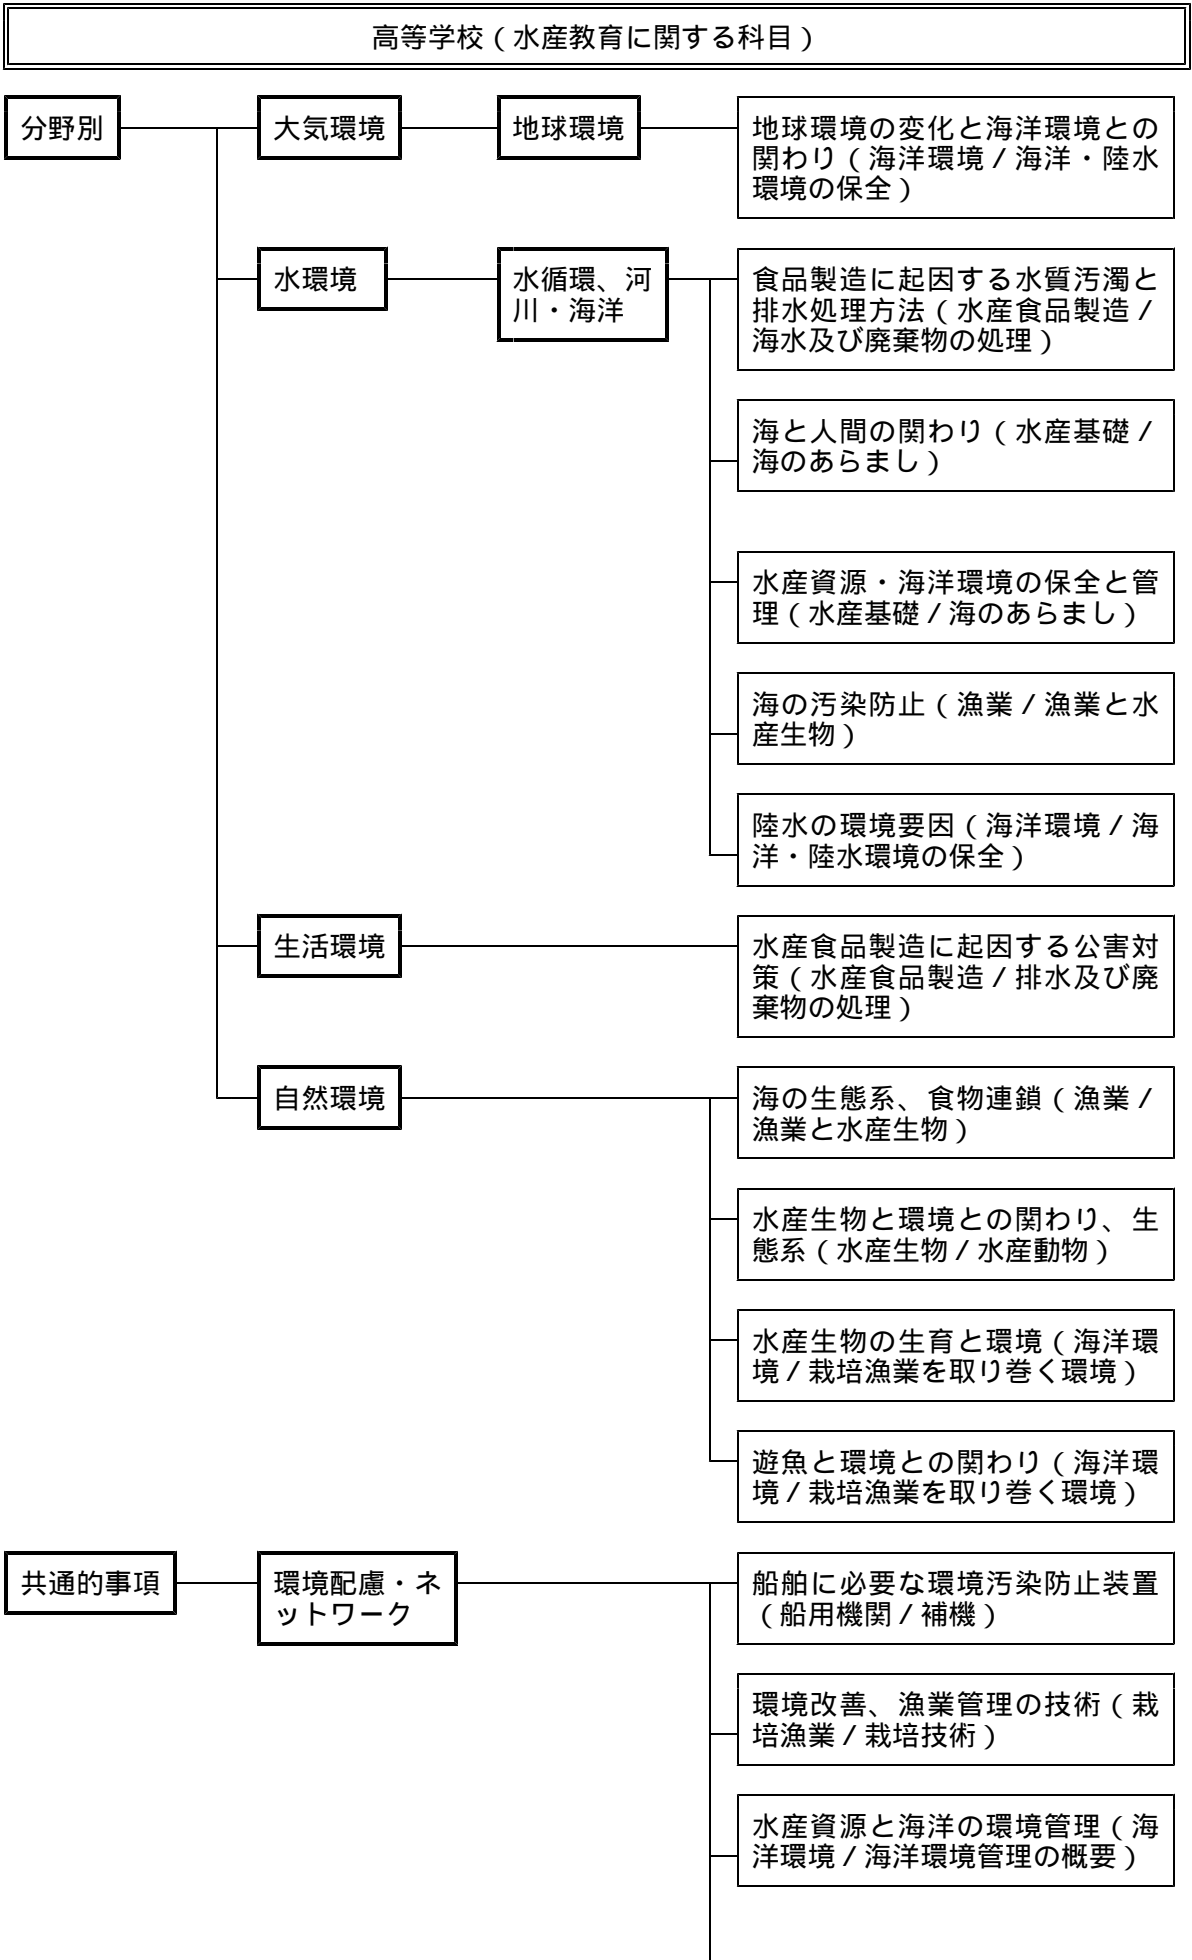 高等学校（水産教育に関する科目）
分野別
大気環境
地球環境
地球環境の変化と海洋環境との
関わり（海洋環境／海洋・陸水
環境の保全）
水環境
水循環、河
川・海洋
食品製造に起因する水質汚濁と
排水処理方法（水産食品製造／
海水及び廃棄物の処理）
海と人間の関わり（水産基礎／
海のあらまし）
水産資源・海洋環境の保全と管
理（水産基礎／海のあらまし）
海の汚染防止（漁業／漁業と水
産生物）
陸水の環境要因（海洋環境／海
洋・陸水環境の保全）
生活環境
水産食品製造に起因する公害対
策（水産食品製造／排水及び廃
棄物の処理）
自然環境
海の生態系、食物連鎖（漁業／
漁業と水産生物）
水産生物と環境との関わり、生
態系（水産生物／水産動物）
水産生物の生育と環境（海洋環
境／栽培漁業を取り巻く環境）
遊魚と環境との関わり（海洋環
境／栽培漁業を取り巻く環境）
共通的事項
環境配慮・ネ
ットワーク
船舶に必要な環境汚染防止装置
（船用機関／補機）
環境改善、漁業管理の技術（栽
培漁業／栽培技術）
水産資源と海洋の環境管理（海
洋環境／海洋環境管理の概要）